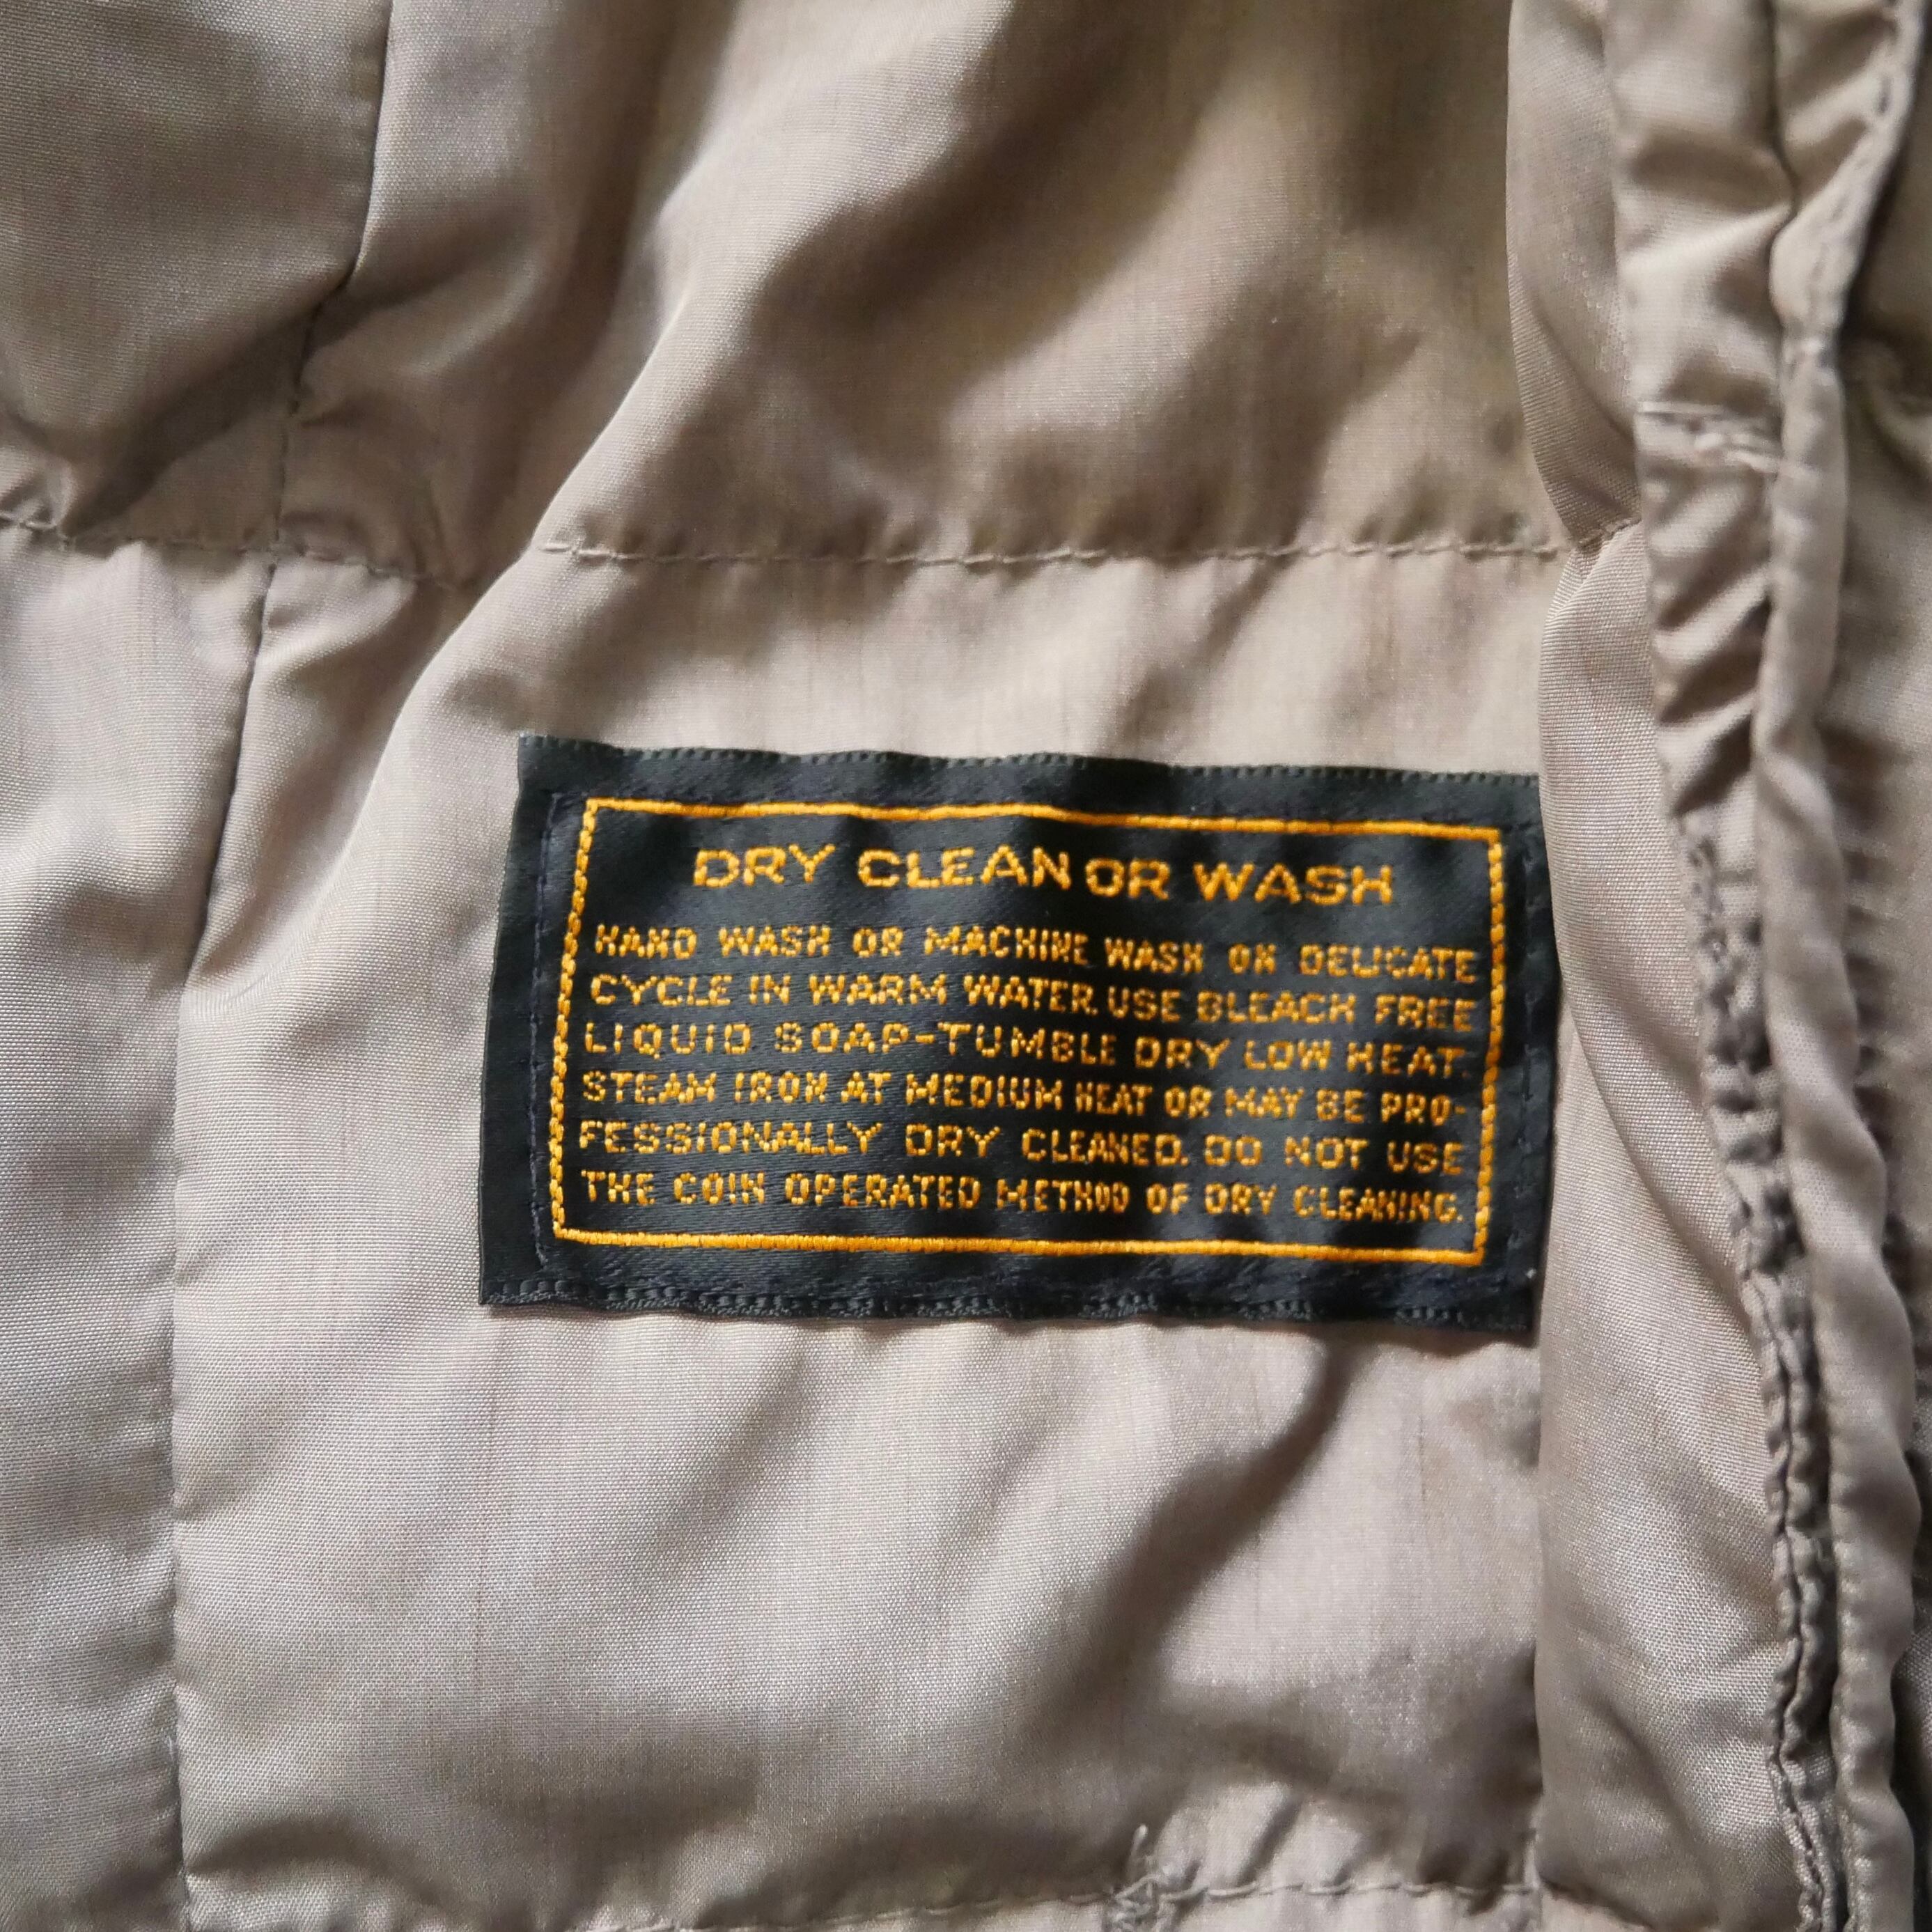 DRY CLEAN OR WASH
HAND WASH OR MACHINE WASH ON DELICATE
CYCLE IN WARM WATER. USE BLEACH FREE
LIQUID SOAP-TUMBLE DRY LOW HEAT.
STEAM IRON AT MEDIUM HEAT OR MAY BE PRO-
FESSIONALLY DRY CLEANED. DO NOT USE
THE COIN OPERATED METHOD OF DRY CLEANING.